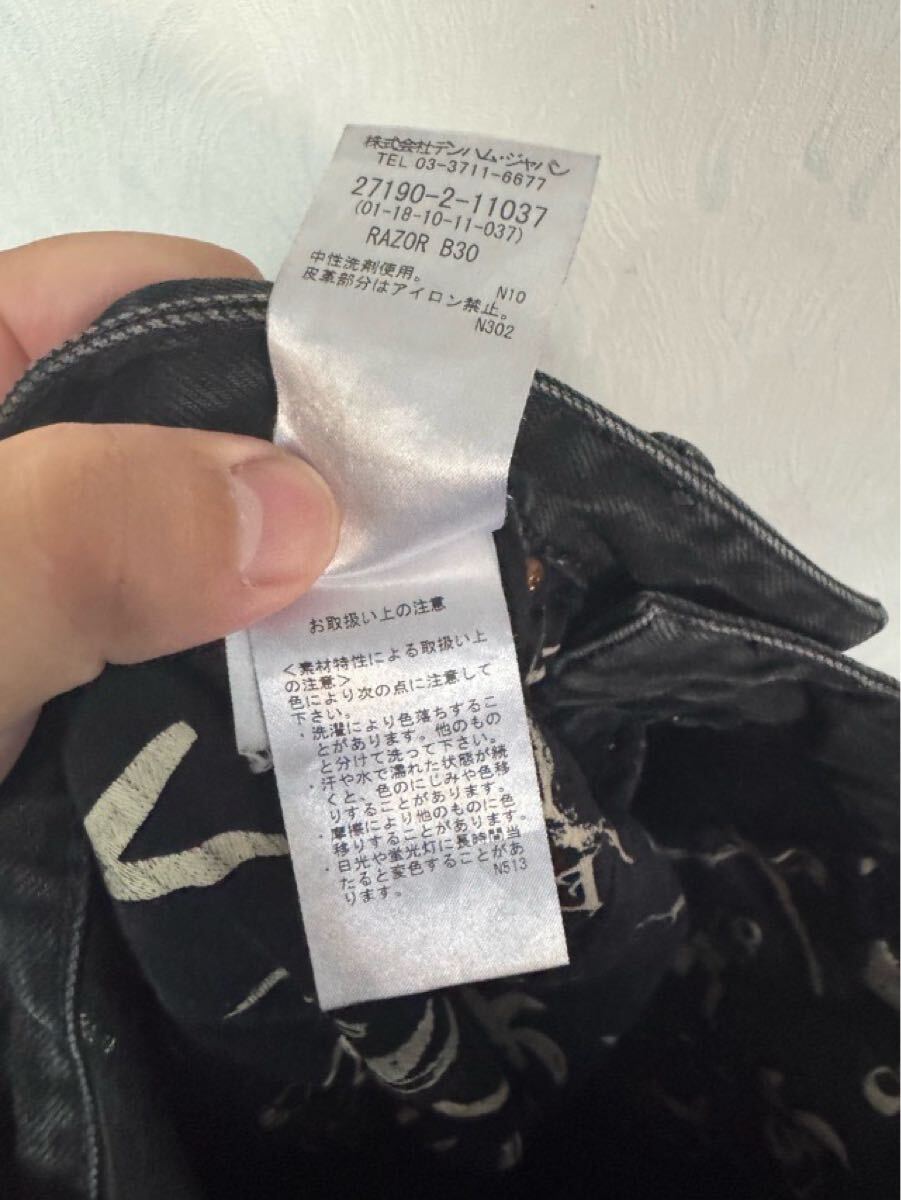 株式会社デンハム・ジャパン
TEL 03-3711-6677
27190-2-11037
(01-18-10-11-037)
RAZOR B30
中性洗剤使用。 N10
皮革部分はアイロン禁止。
N302
お取扱い上の注意
<素材特性による取扱い上
の注意>
色により次の点に注意して
下さい。
・洗濯により色落ちするこ
とがあります。他のもの
と分けて洗って下さい。
・汗や水で濡れた状態が続
くと、色のにじみや色移
りすることがあります。
・摩擦により他のものに色
移りすることがあります。
・日光や蛍光灯に長時間当
たると変色することがあ
ります。 N513